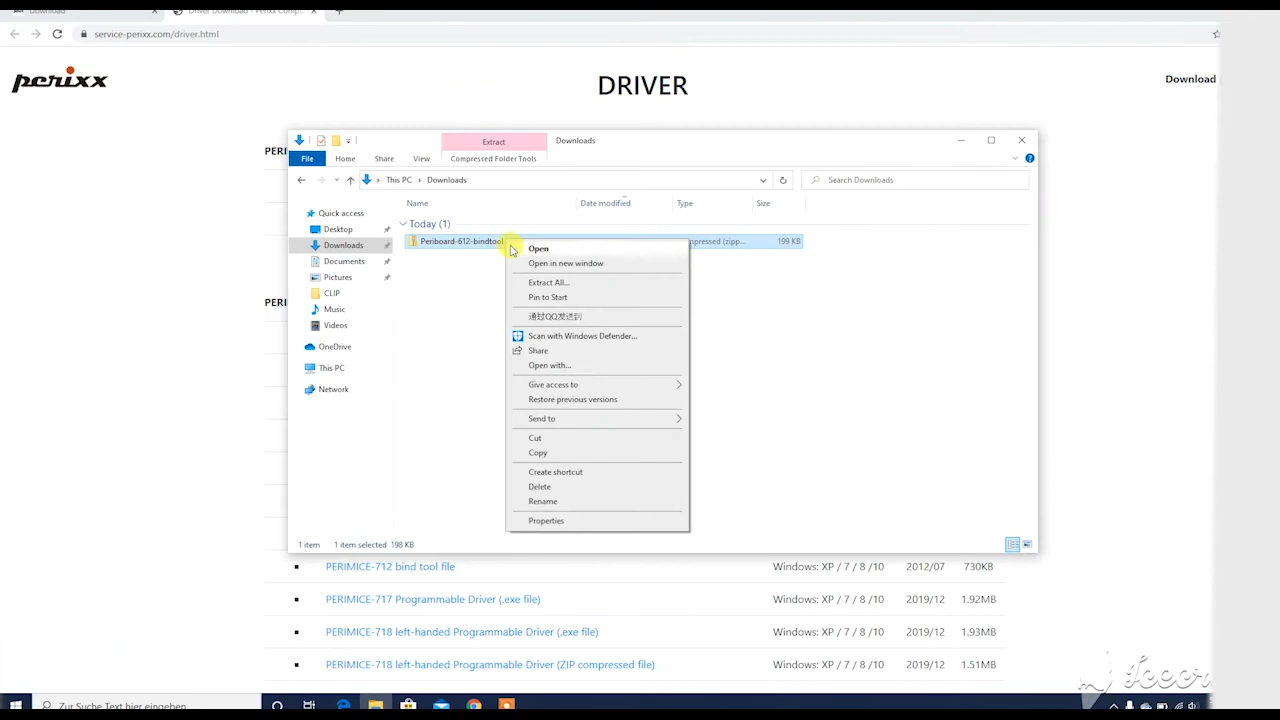 Download
Driver Download - Perixx Comp...
service-perixx.com/driver.html
perixx
DRIVER
Download
PERI
Extract
Downloads
File
Home
Share
View
Compressed Folder Tools
This PC
Downloads
Search Downloads
Name
Date modified
Type
Size
Quick access
Today (1)
Desktop
Periboard-612-bindtool
mpressed (zipp...
199 KB
Downloads
Documents
Pictures
CLIP
Music
Videos
OneDrive
This PC
Network
Open
Open in new window
Extract All...
Pin to Start
通过QQ发送到
Scan with Windows Defender...
Share
Open with...
Give access to
Restore previous versions
Send to
Cut
Copy
Create shortcut
Delete
Rename
Properties
PERI
1 item
1 item selected 198 KB
PERIMICE-712 bind tool file
Windows: XP / 7 / 8 /10
2012/07
730KB
PERIMICE-717 Programmable Driver (.exe file)
Windows: XP / 7 / 8 /10
2019/12
1.92MB
PERIMICE-718 left-handed Programmable Driver (.exe file)
Windows: XP / 7 / 8 /10
2019/12
1.93MB
PERIMICE-718 left-handed Programmable Driver (ZIP compressed file)
Windows: XP / 7 / 8 /10
2019/12
1.51MB
Zur Suche Text hier eingeben